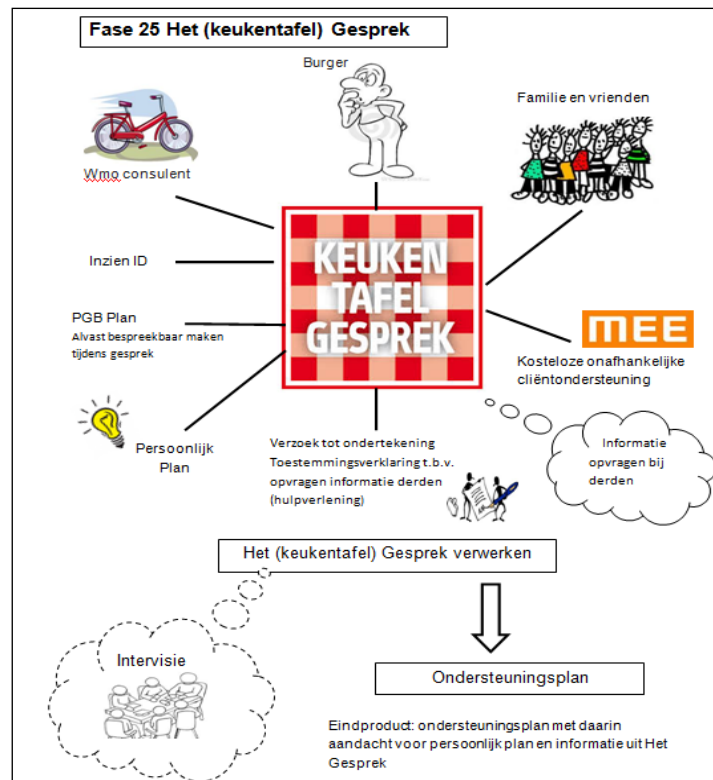 Fase 25 Het (keukentafel) Gesprek
Burger
Familie en vrienden
Wmo consulent
Inzien ID
PGB Plan
Alvast bespreekbaar maken
tijdens gesprek
Persoonlijk
Plan
KEUKEN
TAFEL
GESPREK
MEE
Kosteloze onafhankelijke
cliëntondersteuning
Verzoek tot ondertekening
Toestemmingsverklaring t.b.v.
opvragen informatie derden
(hulpverlening)
Informatie
opvragen bij
derden
Het (keukentafel) Gesprek verwerken
Intervisie
Ondersteuningsplan
Eindproduct: ondersteuningsplan met daarin
aandacht voor persoonlijk plan en informatie uit Het
Gesprek